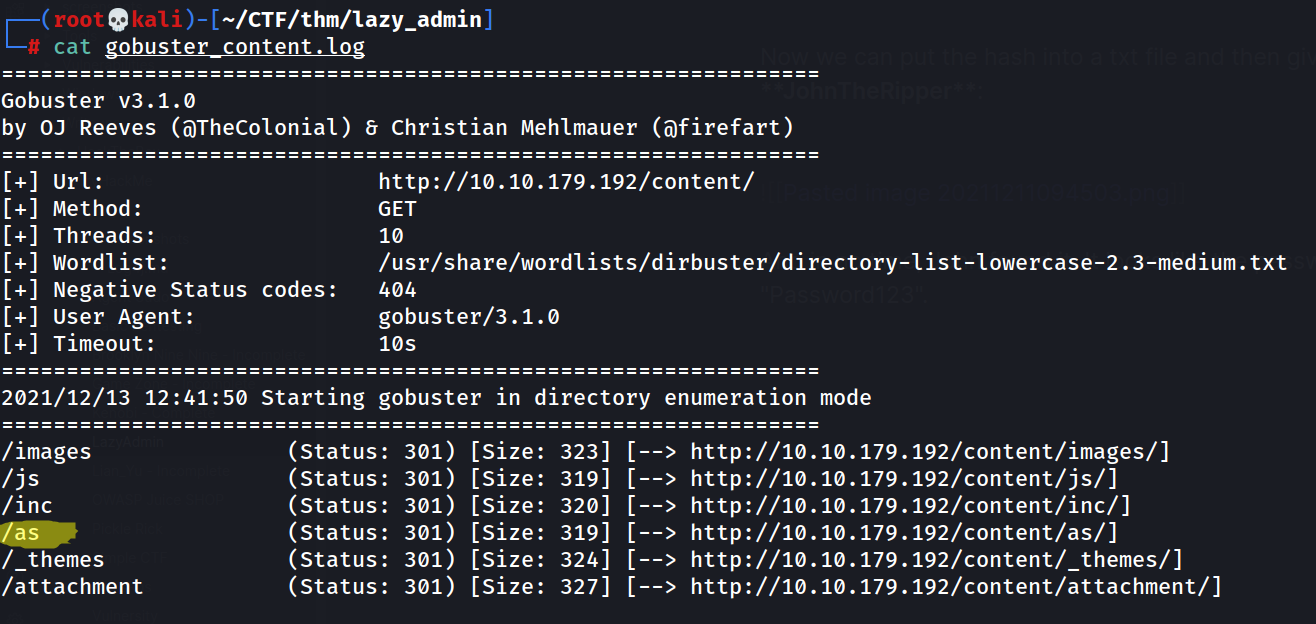 ┌──(root💀kali)-[~/CTF/thm/lazy_admin]
└─# cat gobuster_content.log
===============================================================
Gobuster v3.1.0
by OJ Reeves (@TheColonial) & Christian Mehlmauer (@firefart)
===============================================================
[+] Url:                     http://10.10.179.192/content/
[+] Method:                  GET
[+] Threads:                 10
[+] Wordlist:                /usr/share/wordlists/dirbuster/directory-list-lowercase-2.3-medium.txt
[+] Negative Status codes:   404
[+] User Agent:              gobuster/3.1.0
[+] Timeout:                 10s
===============================================================
2021/12/13 12:41:50 Starting gobuster in directory enumeration mode
===============================================================
/images               (Status: 301) [Size: 323] [--> http://10.10.179.192/content/images/]
/js                   (Status: 301) [Size: 319] [--> http://10.10.179.192/content/js/]
/inc                  (Status: 301) [Size: 320] [--> http://10.10.179.192/content/inc/]
/as                   (Status: 301) [Size: 319] [--> http://10.10.179.192/content/as/]
/_themes              (Status: 301) [Size: 324] [--> http://10.10.179.192/content/_themes/]
/attachment           (Status: 301) [Size: 327] [--> http://10.10.179.192/content/attachment/]
Now we can put the hash into a txt file and then
**JohnTheRipper**:
"Password123".